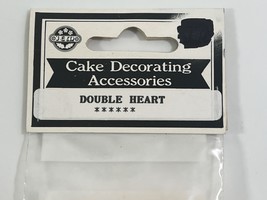 Cake Decorating
Accessories
DOUBLE HEART
******